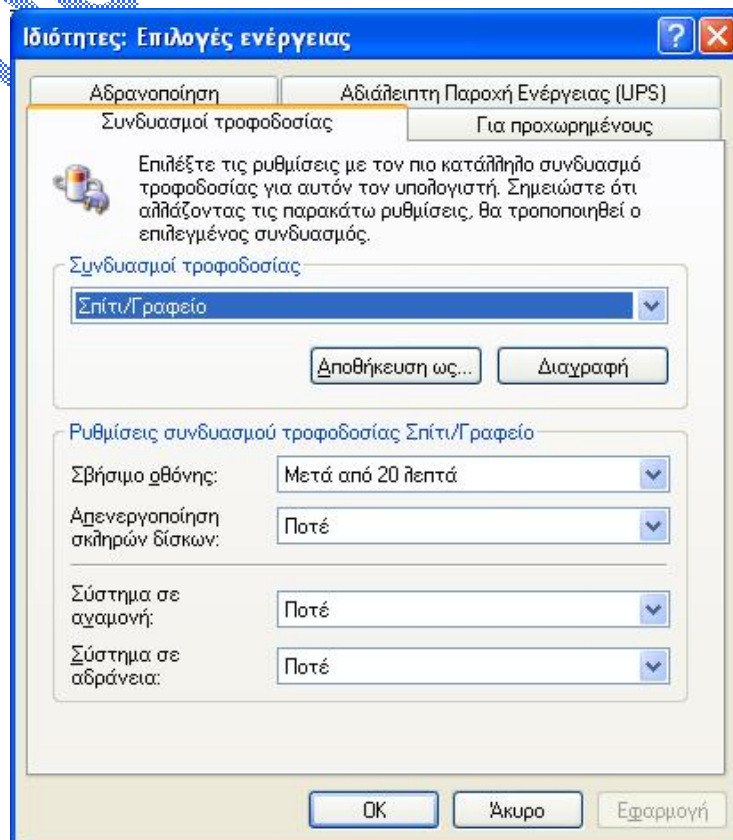 Ιδιότητες: Επιλογές ενέργειας
Αδρανοποίηση
Αδιάλειπτη Παροχή Ενέργειας (UPS)
Συνδυασμοί τροφοδοσίας
Για προχωρημένους
Επιλέξτε τις ρυθμίσεις με τον πιο κατάλληλο συνδυασμό
τροφοδοσίας για αυτόν τον υπολογιστή. Σημειώστε ότι
αλλάζοντας τις παρακάτω ρυθμίσεις, θα τροποποιηθεί ο
επιλεγμένος συνδυασμός.
Συνδυασμοί τροφοδοσίας
Σπίτι/Γραφείο
Αποθήκευση ως...
Διαγραφή
Ρυθμίσεις συνδυασμού τροφοδοσίας Σπίτι/Γραφείο
Σβήσιμο οθόνης:
Μετά από 20 λεπτά
Απενεργοποίηση
σκληρών δίσκων:
Ποτέ
Σύστημα σε
αναμονή:
Ποτέ
Σύστημα σε
αδράνεια:
Ποτέ
OK
Άκυρο
Εφαρμογή